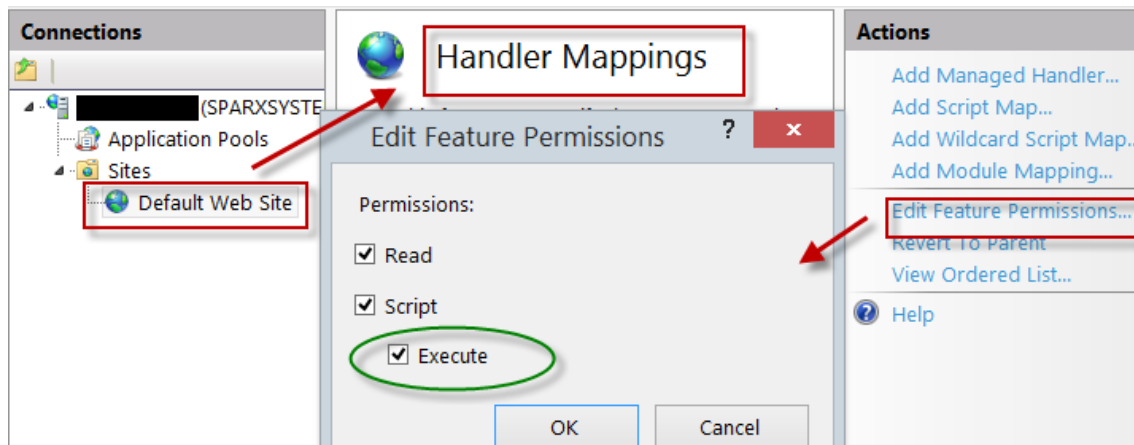 Connections
(SPARXSYSTE
Application Pools
Sites
Default Web Site
Handler Mappings
Edit Feature Permissions
?
x
Permissions:
Read
Script
Execute
OK
Cancel
Actions
Add Managed Handler...
Add Script Map...
Add Wildcard Script Map..
Add Module Mapping...
Edit Feature Permissions...
Revert To Parent
View Ordered List...
Help